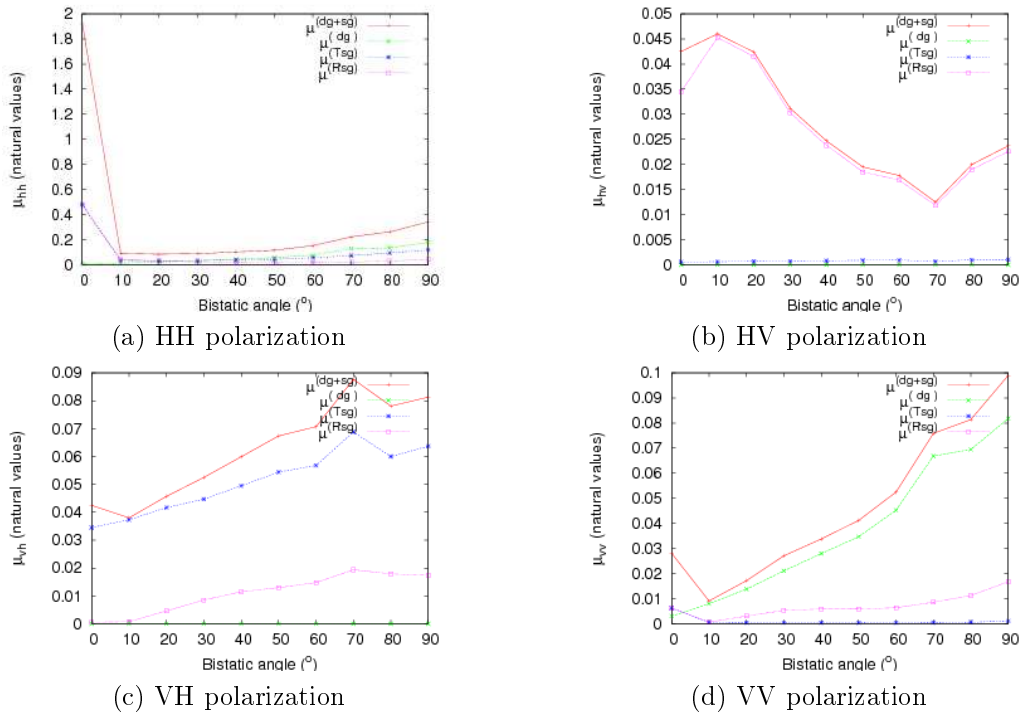 2
1.8
1.6
1.4
1.2
1
0.8
0.6
0.4
0.2
0
μhh (natural values)
μ(dg+sg)
μ( dg)
μ(Tsg)
μ(Rsg)
0 10 20 30 40 50 60 70 80 90
Bistatic angle (°)
(a) HH polarization
0.05
0.045
0.04
0.035
0.03
0.025
0.02
0.015
0.01
0.005
0
μhv (natural values)
μ(dg+sg)
μ( dg)
μ(Tsg)
μ(Rsg)
0 10 20 30 40 50 60 70 80 90
Bistatic angle (°)
(b) HV polarization
0.09
0.08
0.07
0.06
0.05
0.04
0.03
0.02
0.01
0
μvh (natural values)
μ(dg+sg)
μ( dg)
μ(Tsg)
μ(Rsg)
0 10 20 30 40 50 60 70 80 90
Bistatic angle (°)
(c) VH polarization
0.1
0.09
0.08
0.07
0.06
0.05
0.04
0.03
0.02
0.01
0
μvv (natural values)
μ(dg+sg)
μ( dg)
μ(Tsg)
μ(Rsg)
0 10 20 30 40 50 60 70 80 90
Bistatic angle (°)
(d) VV polarization